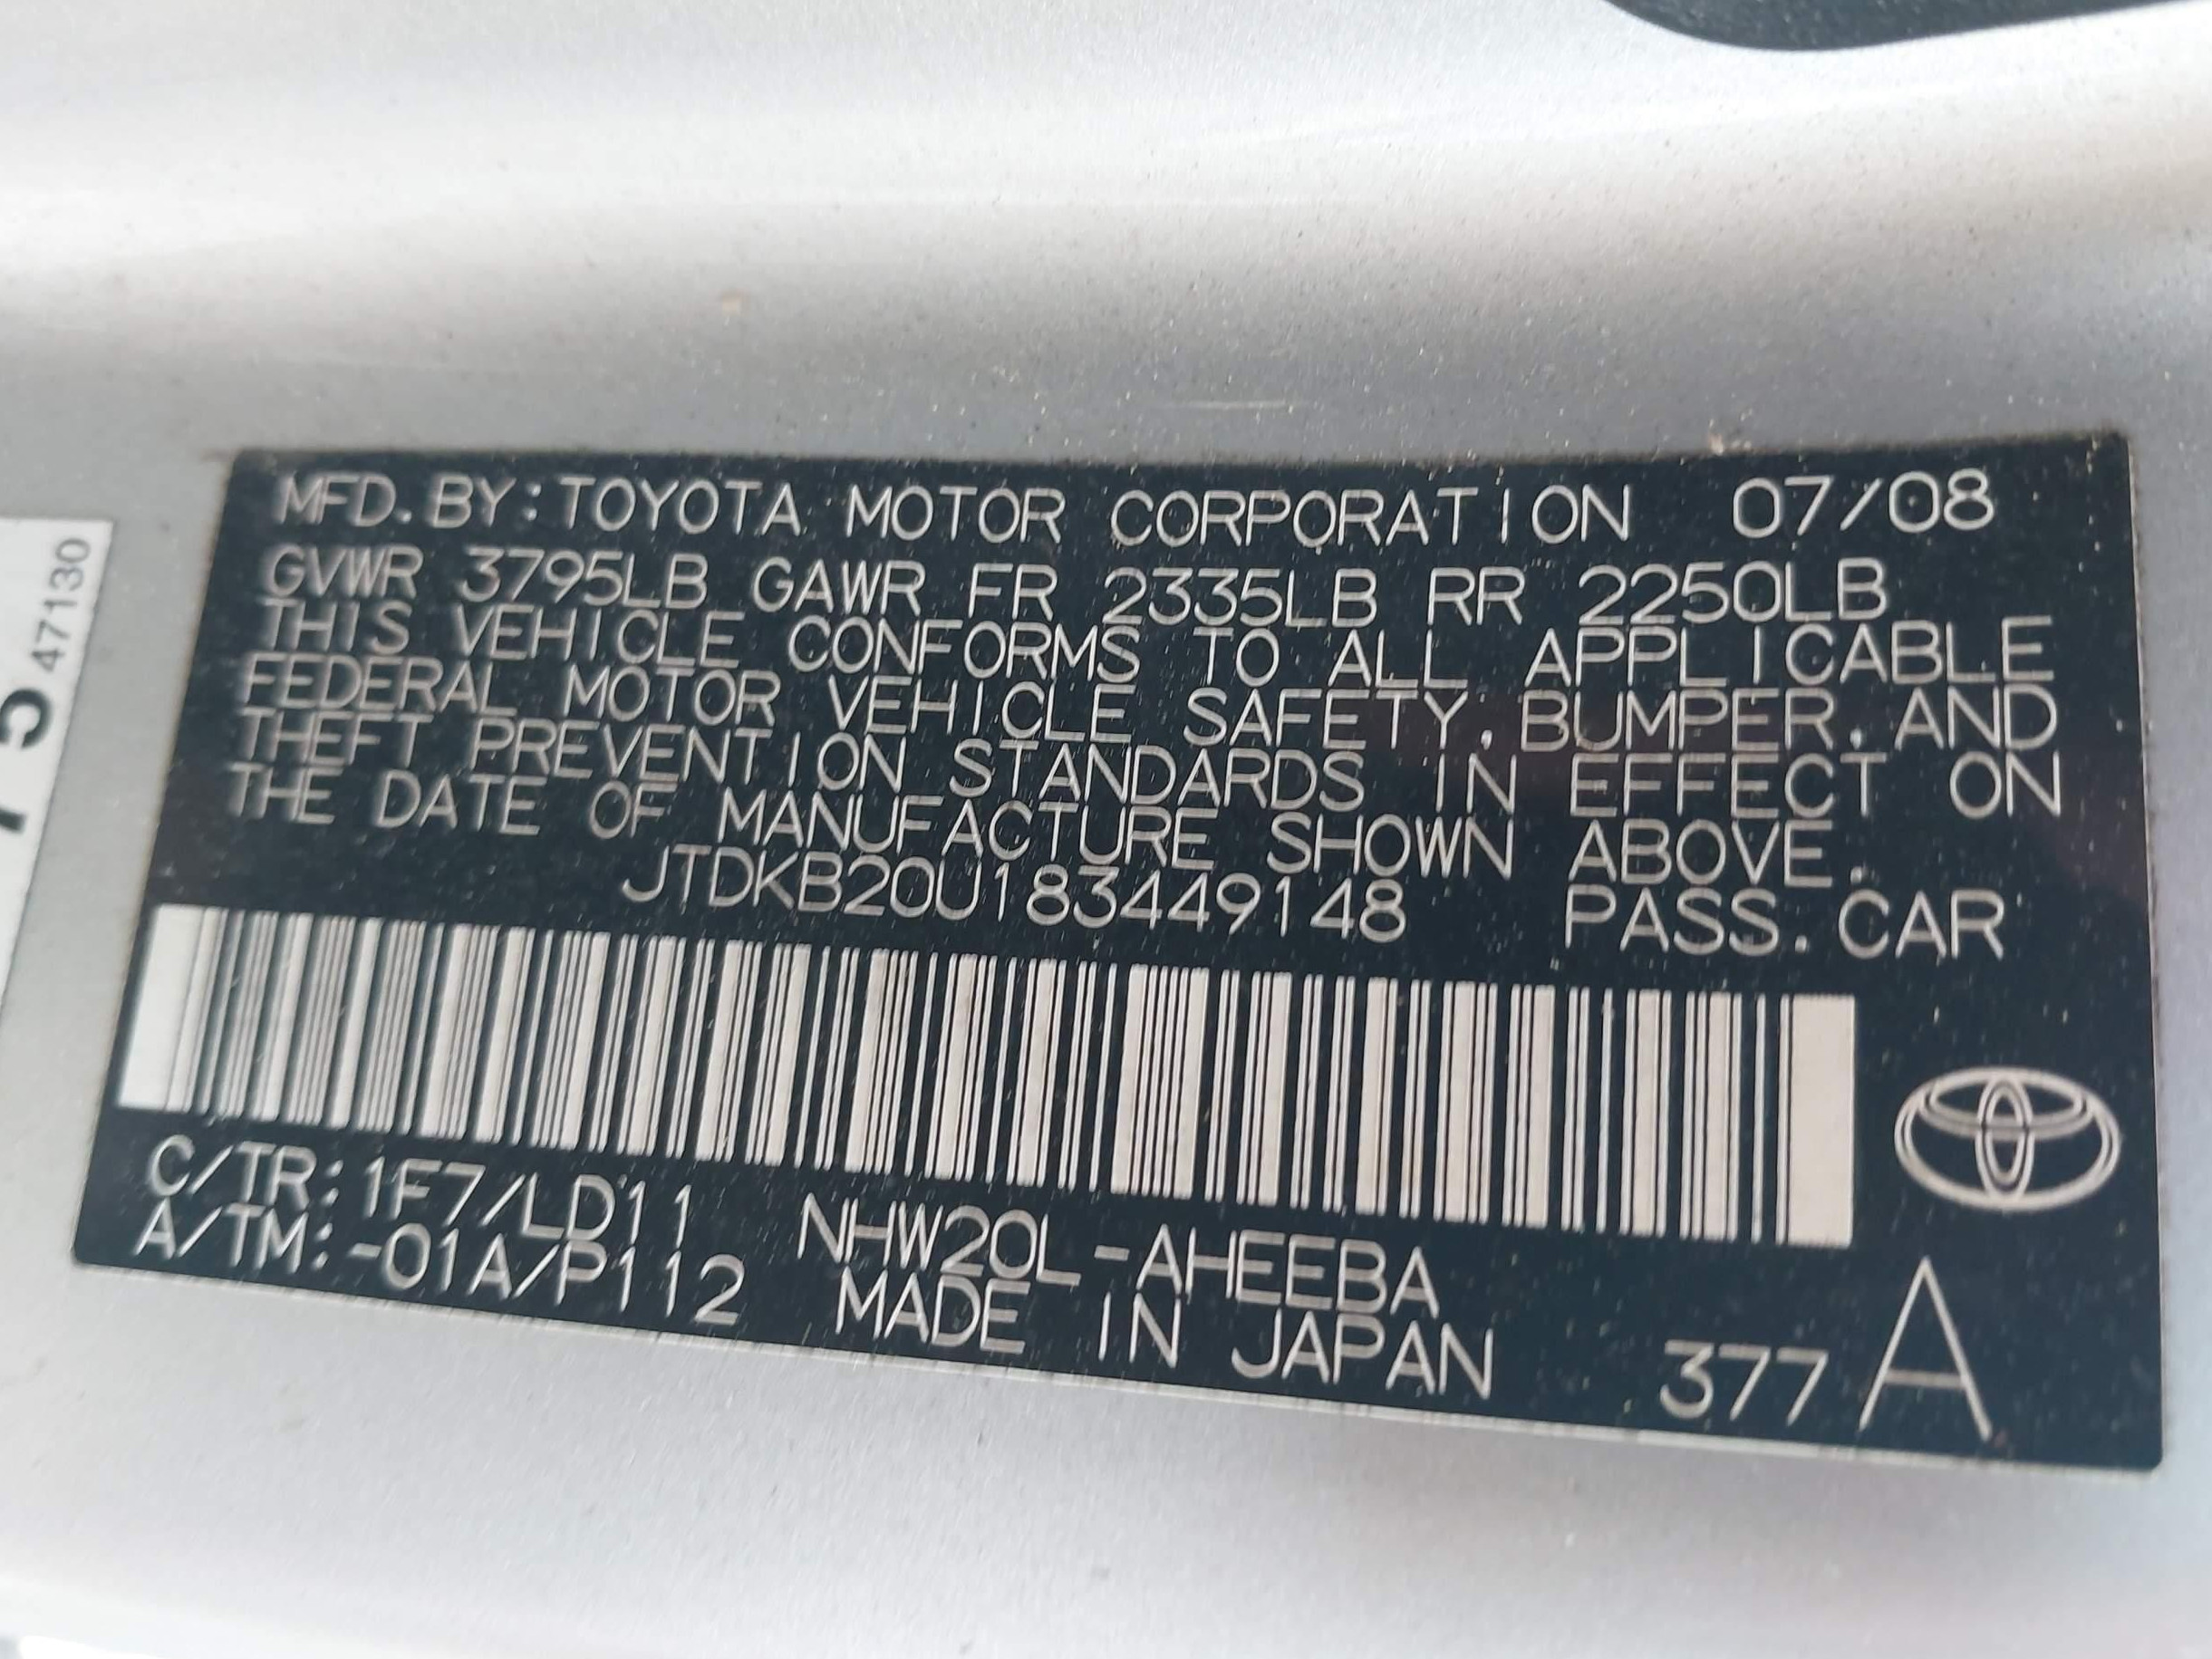 MFD. BY: TOYOTA MOTOR CORPORATION 07/08
GVWR 3795LB GAWR FR 2335LB RR 2250LB
THIS VEHICLE CONFORMS TO ALL APPLICABLE
FEDERAL MOTOR VEHICLE SAFETY, BUMPER, AND
THEFT PREVENTION STANDARDS IN EFFECT ON
THE DATE OF MANUFACTURE SHOWN ABOVE.
JTDKB20U183449148 PASS. CAR
C/TR: 1F7/LD11 NHW20L-AHEEBA
A/TM: -01A/P112 MADE IN JAPAN 377 A
5 47130